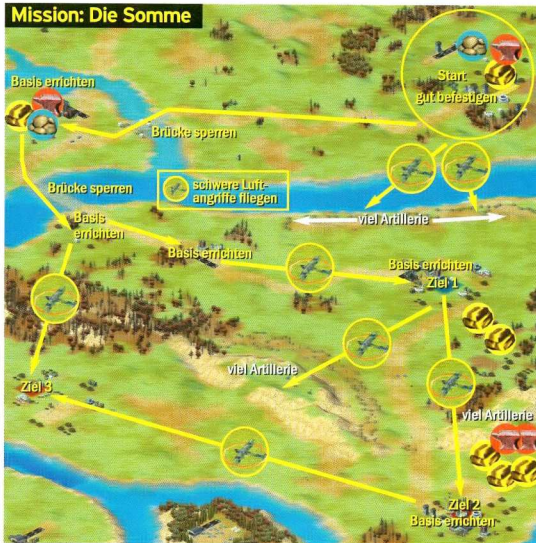 Mission: Die Somme
Start
gut befestigen
Basis errichten
Brücke sperren
Brücke sperren
schwere Luft-
angriffe fliegen
viel Artillerie
Basis
errichten
Basis errichten
Basis errichten
Ziel 1
viel Artillerie
Ziel 3
viel Artillerie
Ziel 2
Basis errichten